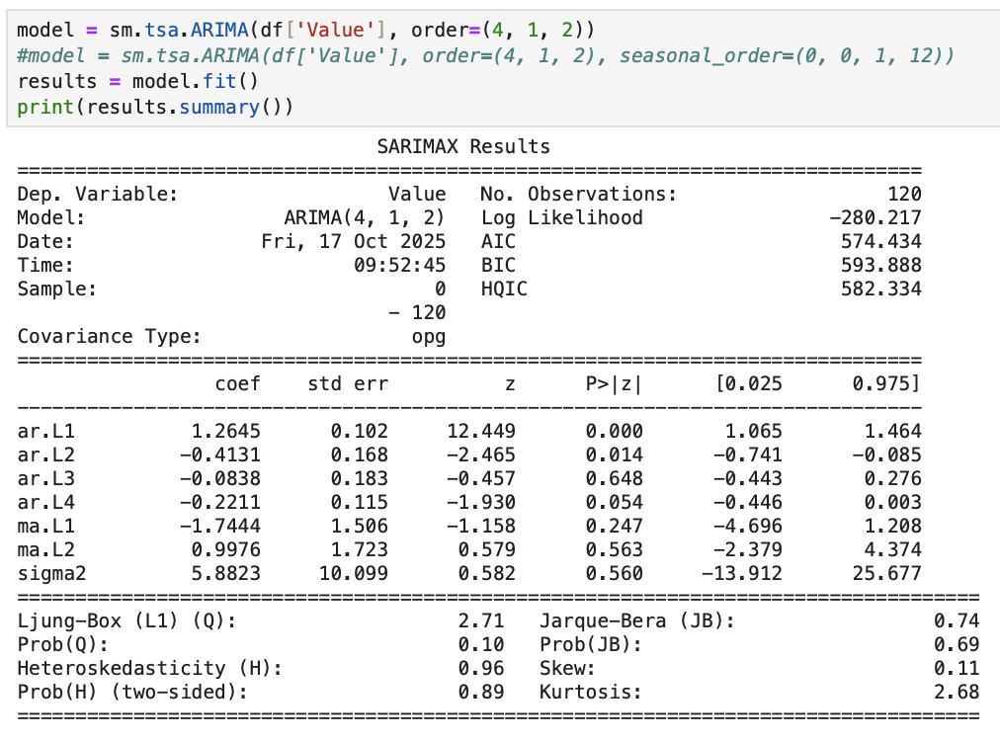 model = sm.tsa.ARIMA(df['Value'], order=(4, 1, 2))
#model = sm.tsa.ARIMA(df['Value'], order=(4, 1, 2), seasonal_order=(0, 0, 1, 12))
results = model.fit()
print(results.summary())
                               SARIMAX Results
==============================================================================
Dep. Variable:                  Value   No. Observations:                  120
Model:                 ARIMA(4, 1, 2)   Log Likelihood                -280.217
Date:                Fri, 17 Oct 2025   AIC                            574.434
Time:                        09:52:45   BIC                            593.888
Sample:                             0   HQIC                           582.334
                                - 120
Covariance Type:                  opg
==============================================================================
                 coef    std err          z      P>|z|      [0.025      0.975]
------------------------------------------------------------------------------
ar.L1          1.2645      0.102     12.449      0.000       1.065       1.464
ar.L2         -0.4131      0.168     -2.465      0.014      -0.741      -0.085
ar.L3         -0.0838      0.183     -0.457      0.648      -0.443       0.276
ar.L4         -0.2211      0.115     -1.930      0.054      -0.446       0.003
ma.L1         -1.7444      1.506     -1.158      0.247      -4.696       1.208
ma.L2          0.9976      1.723      0.579      0.563      -2.379       4.374
sigma2         5.8823     10.099      0.582      0.560     -13.912      25.677
===================================================================================
Ljung-Box (L1) (Q):                   2.71   Jarque-Bera (JB):                 0.74
Prob(Q):                              0.10   Prob(JB):                         0.69
Heteroskedasticity (H):               0.96   Skew:                             0.11
Prob(H) (two-sided):                  0.89   Kurtosis:                         2.68
===================================================================================